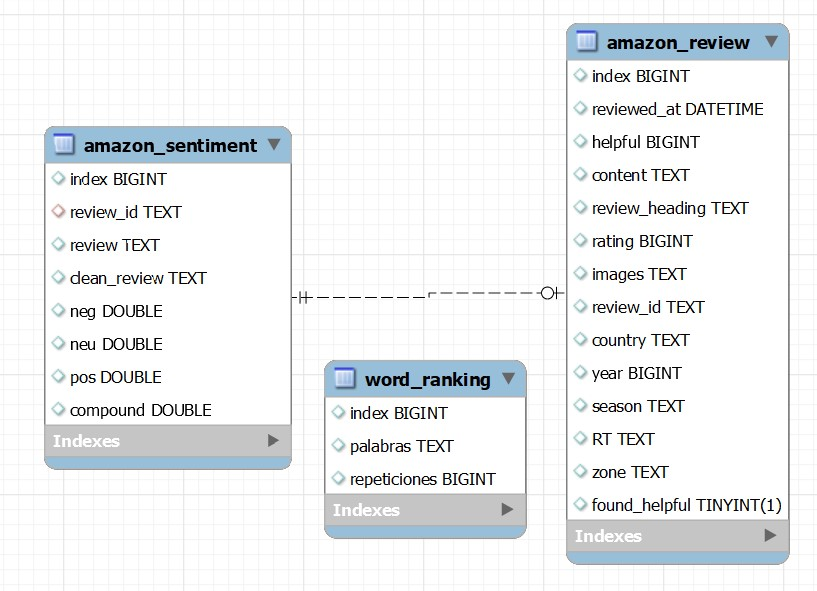 amazon_sentiment
index BIGINT
review_id TEXT
review TEXT
clean_review TEXT
neg DOUBLE
neu DOUBLE
pos DOUBLE
compound DOUBLE
Indexes
word_ranking
index BIGINT
palabras TEXT
repeticiones BIGINT
Indexes
amazon_review
index BIGINT
reviewed_at DATETIME
helpful BIGINT
content TEXT
review_heading TEXT
rating BIGINT
images TEXT
review_id TEXT
country TEXT
year BIGINT
season TEXT
RT TEXT
zone TEXT
found_helpful TINYINT(1)
Indexes